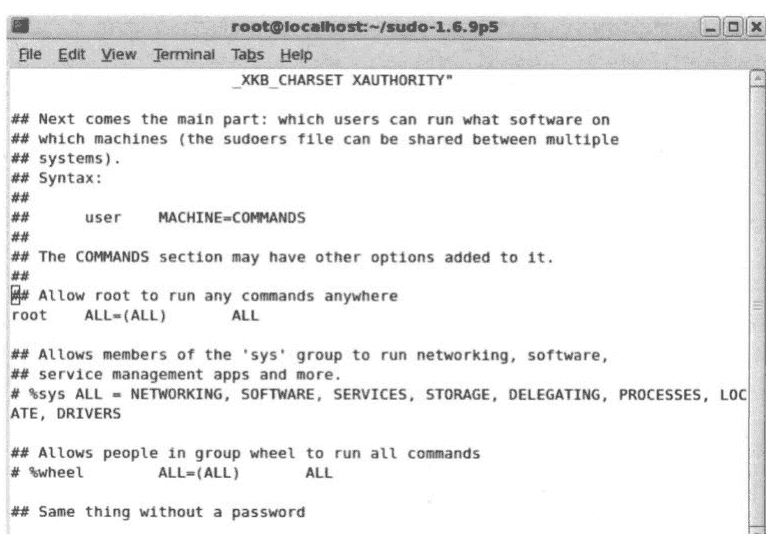 root@localhost:~/sudo-1.6.9p5
File Edit View Terminal Tabs Help
_XKB_CHARSET XAUTHORITY"
## Next comes the main part: which users can run what software on
## which machines (the sudoers file can be shared between multiple
## systems).
## Syntax:
##
##      user    MACHINE=COMMANDS
##
## The COMMANDS section may have other options added to it.
##
## Allow root to run any commands anywhere
root    ALL=(ALL)       ALL
## Allows members of the 'sys' group to run networking, software,
## service management apps and more.
# %sys ALL = NETWORKING, SOFTWARE, SERVICES, STORAGE, DELEGATING, PROCESSES, LOC
ATE, DRIVERS
## Allows people in group wheel to run all commands
# %wheel        ALL=(ALL)       ALL
## Same thing without a password